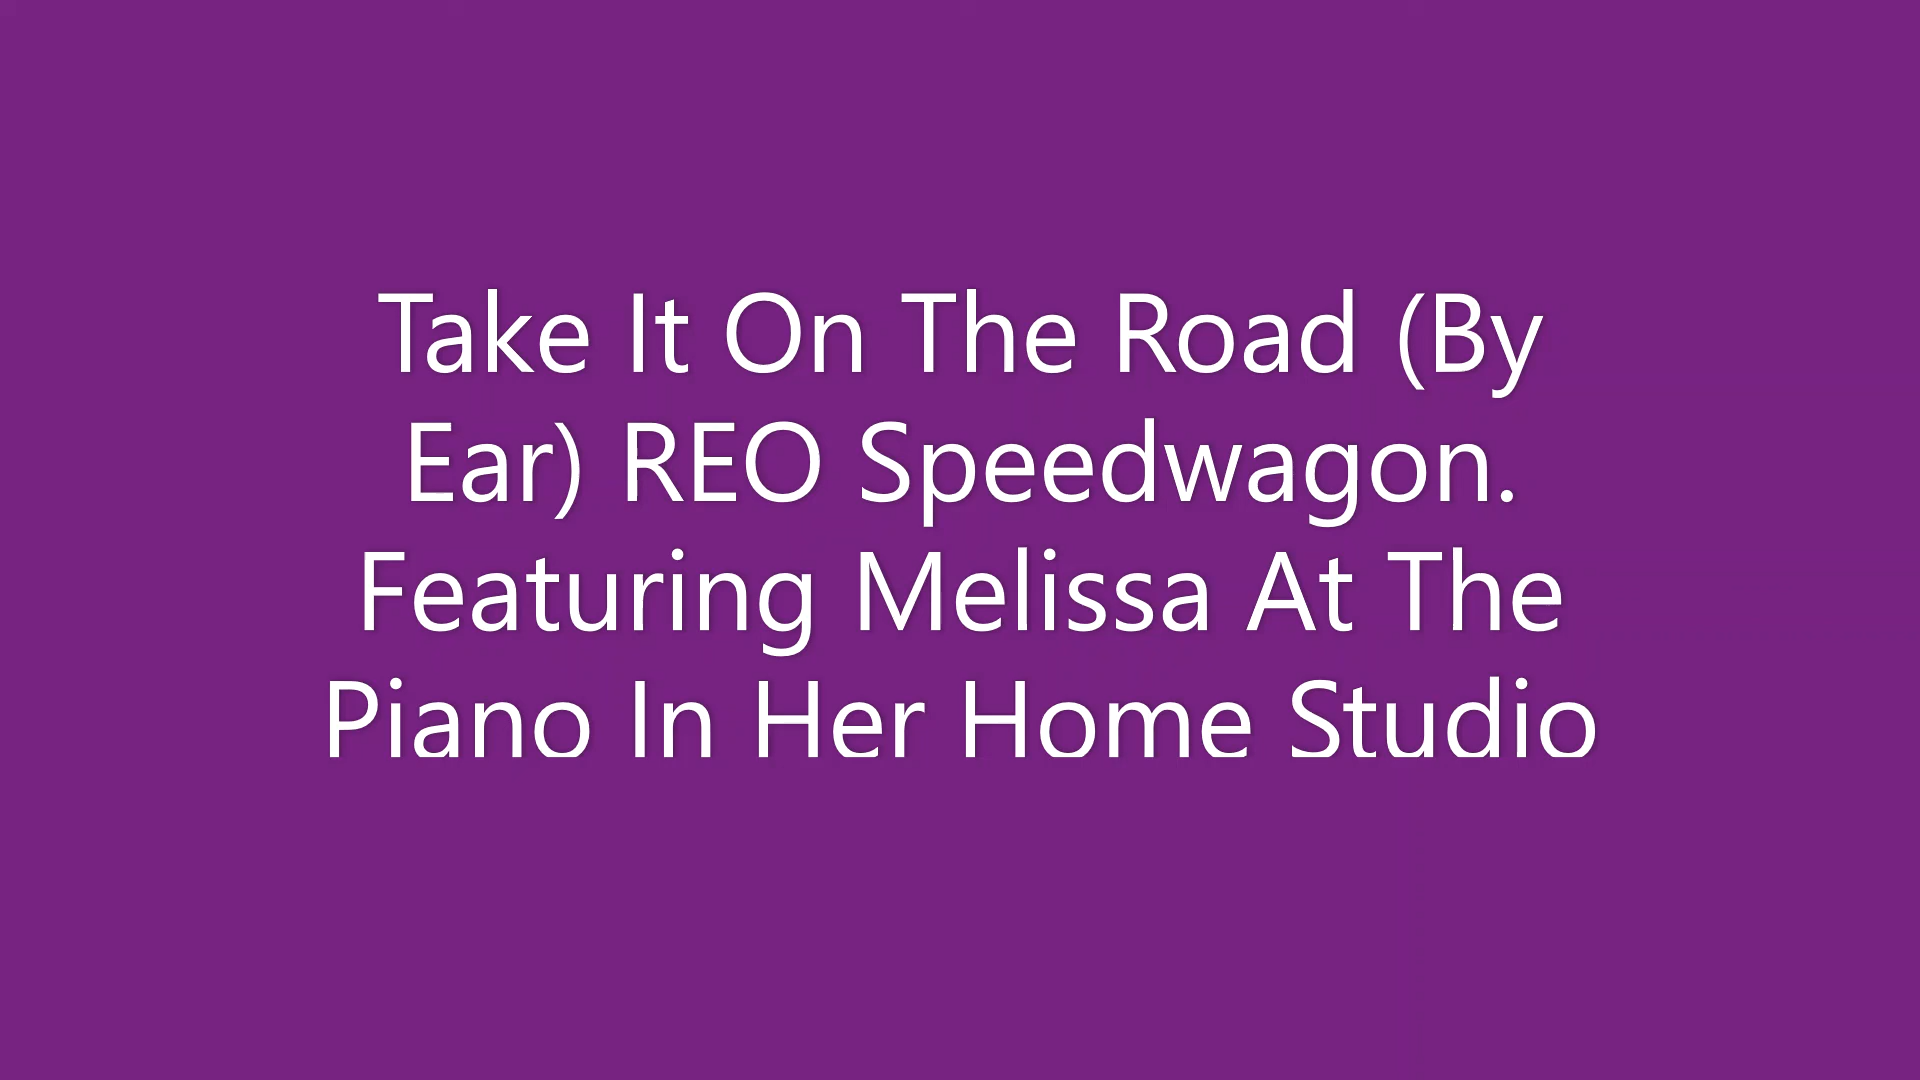 Take It On The Road (By
Ear) REO Speedwagon.
Featuring Melissa At The
Piano In Her Home Studio